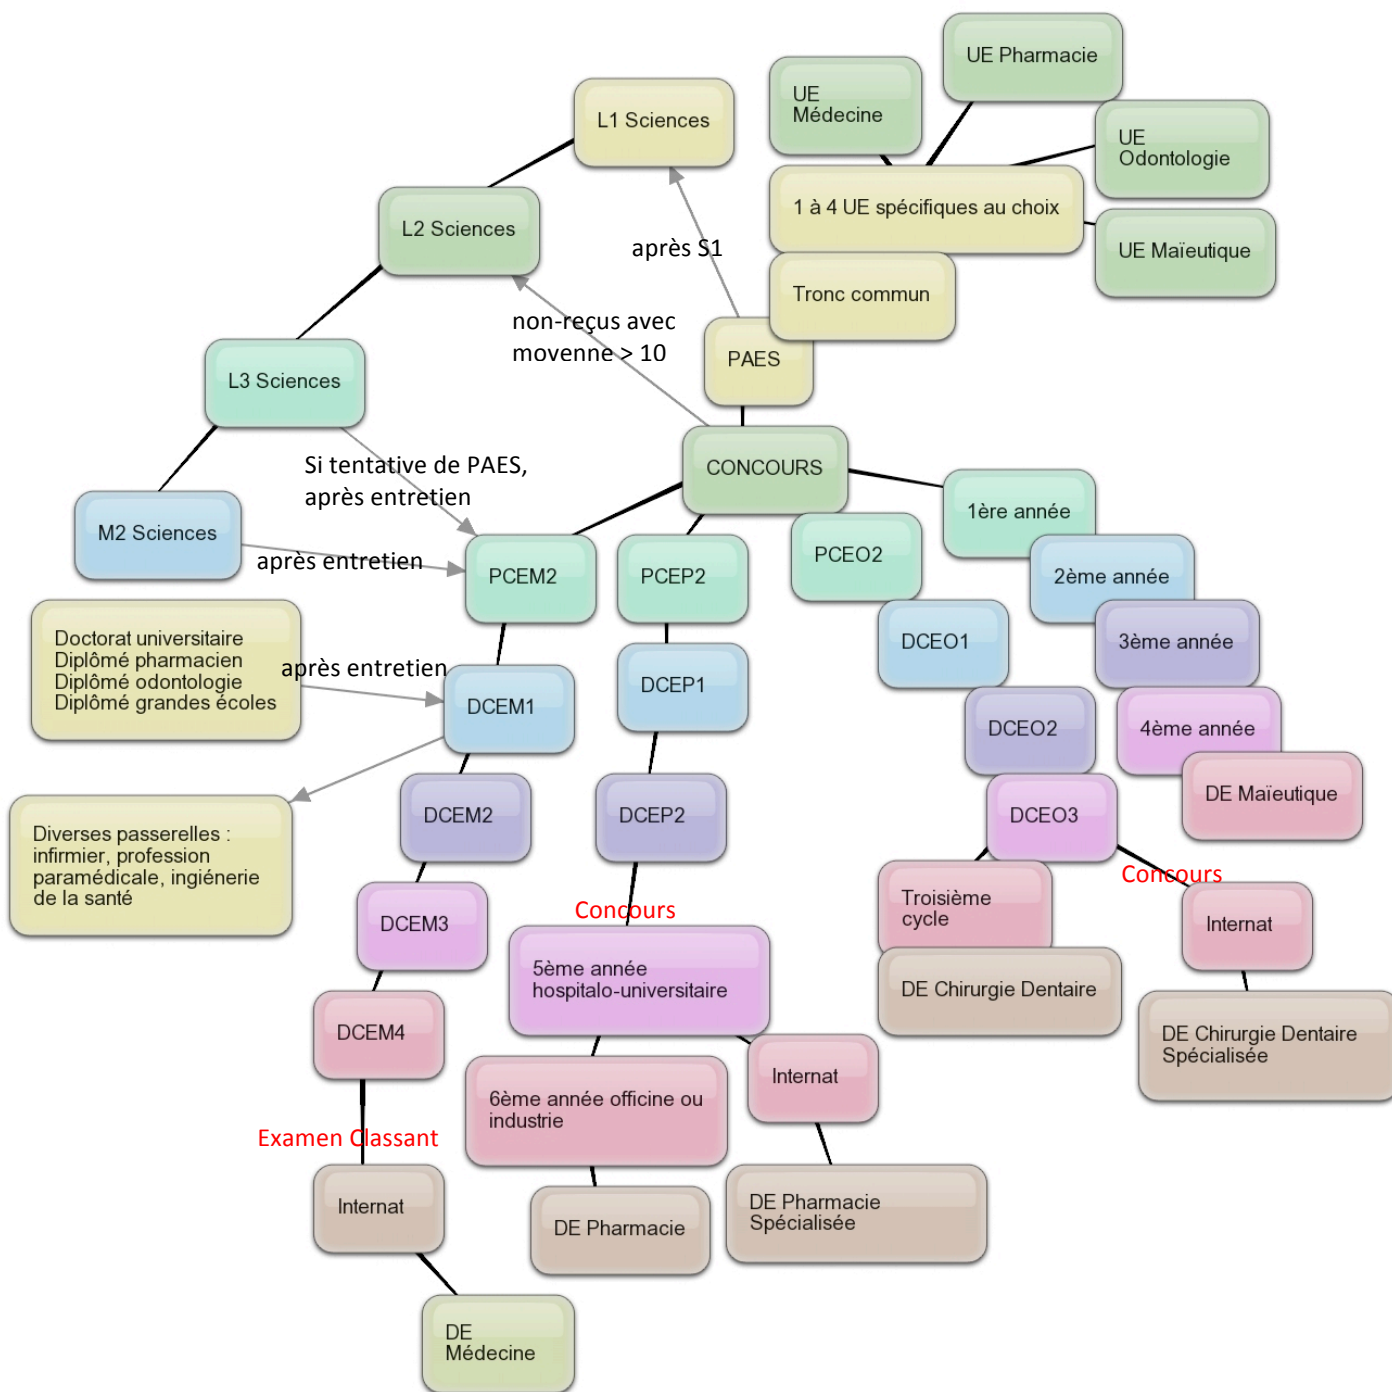 UE Pharmacie
UE
Médecine
L1 Sciences
UE
Odontologie
1 à 4 UE spécifiques au choix
L2 Sciences
après S1
UE Maïeutique
Tronc commun
non-reçus avec
movenne > 10
PAES
L3 Sciences
Si tentative de PAES,
après entretien
CONCOURS
1ère année
M2 Sciences
après entretien
PCEM2
PCEP2
PCEO2
2ème année
Doctorat universitaire
Diplômé pharmacien
Diplômé odontologie
Diplômé grandes écoles
après entretien
DCEM1
DCEP1
DCEO1
3ème année
DCEO2
4ème année
Diverses passerelles :
infirmier, profession
paramédicale, ingiénerie
de la santé
DCEM2
DCEP2
DCEO3
DE Maïeutique
Concours
DCEM3
Concours
Troisième
cycle
Internat
5ème année
hospitalo-universitaire
DE Chirurgie Dentaire
DCEM4
DE Chirurgie Dentaire
Spécialisée
6ème année officine ou
industrie
Internat
Examen Classant
Internat
DE Pharmacie
DE Pharmacie
Spécialisée
DE
Médecine